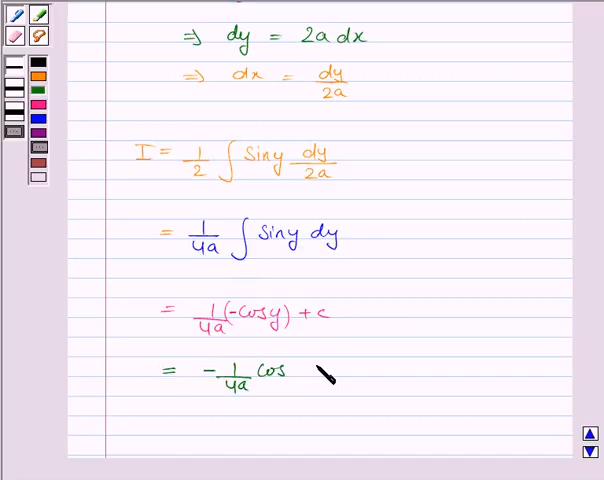 ⇒ dy = 2a dx
⇒ dx = dy/2a
I = 1/2 ∫ Siny dy/2a
= 1/4a ∫ Siny dy
= 1/4a (-Cosy) + c
= -1/4a Cos